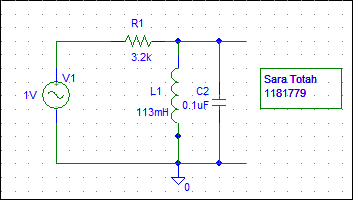 R1
3.2k
V1
1V
L1
113mH
C2
0.1uF
0
Sara Totah
1181779